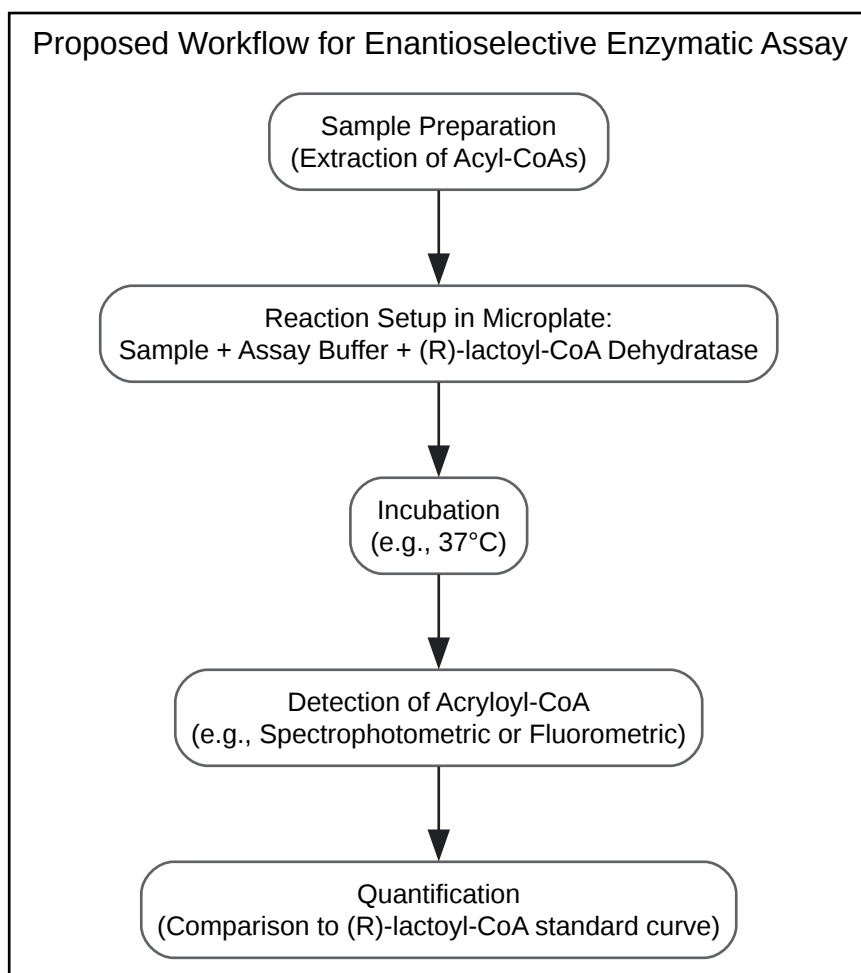 Proposed Workflow for Enantioselective Enzymatic Assay
Sample Preparation
(Extraction of Acyl-CoAs)
Reaction Setup in Microplate:
Sample + Assay Buffer + (R)-lactoyl-CoA Dehydratase
Incubation
(e.g., 37°C)
Detection of Acryloyl-CoA
(e.g., Spectrophotometric or Fluorometric)
Quantification
(Comparison to (R)-lactoyl-CoA standard curve)